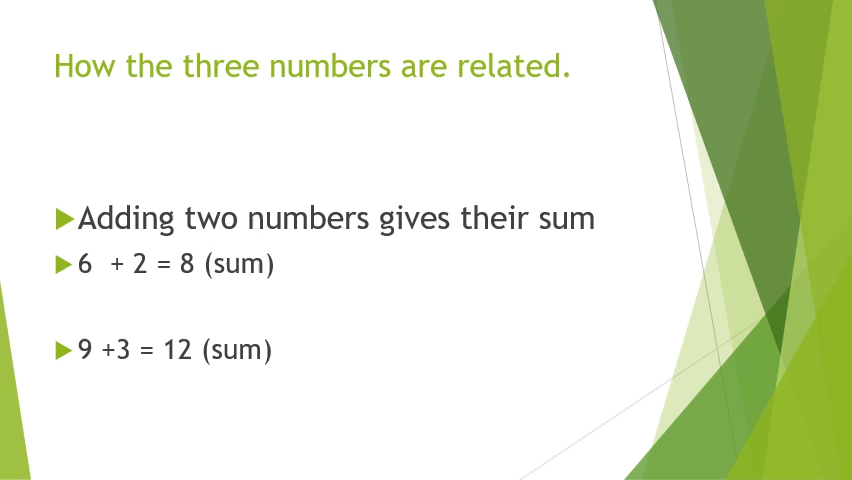 How the three numbers are related.
Adding two numbers gives their sum
6  + 2 = 8 (sum)
9 +3 = 12 (sum)